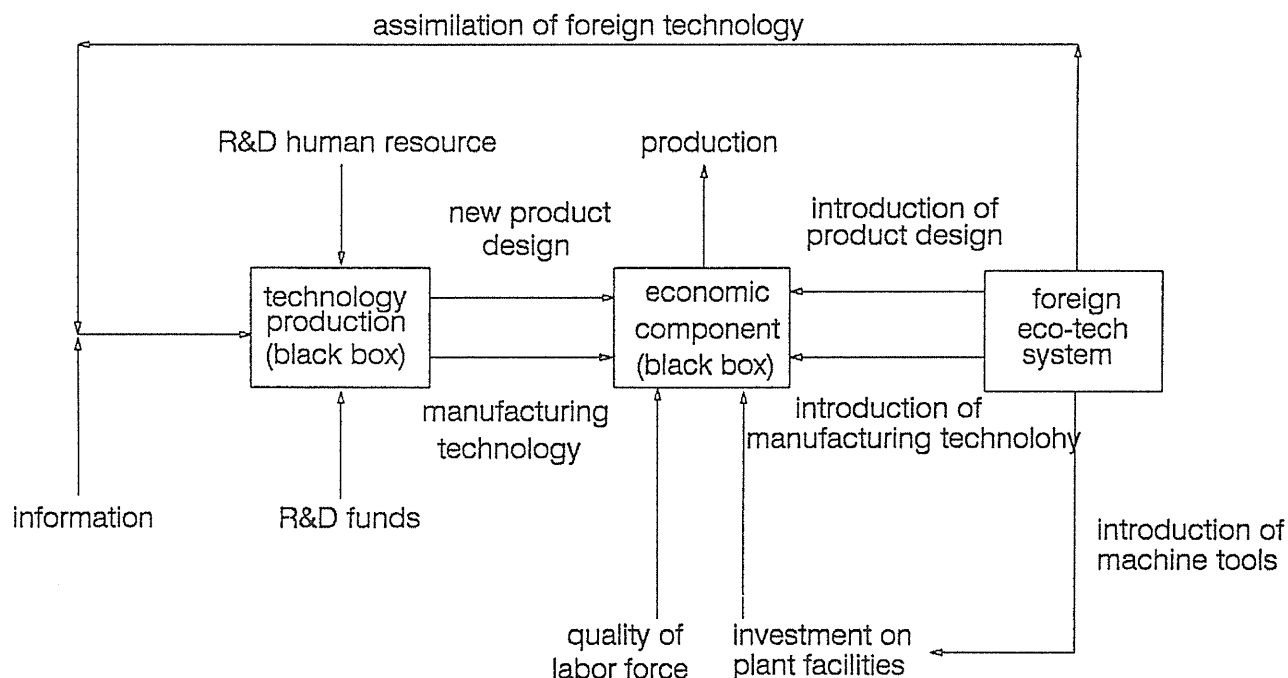 assimilation of foreign technology
R&D human resource
production
new product
design
introduction of
product design
technology
production
(black box)
economic
component
(black box)
foreign
eco-tech
system
manufacturing
technology
introduction of
manufacturing technolohy
information
R&D funds
introduction of
machine tools
quality of
labor force
investment on
plant facilities